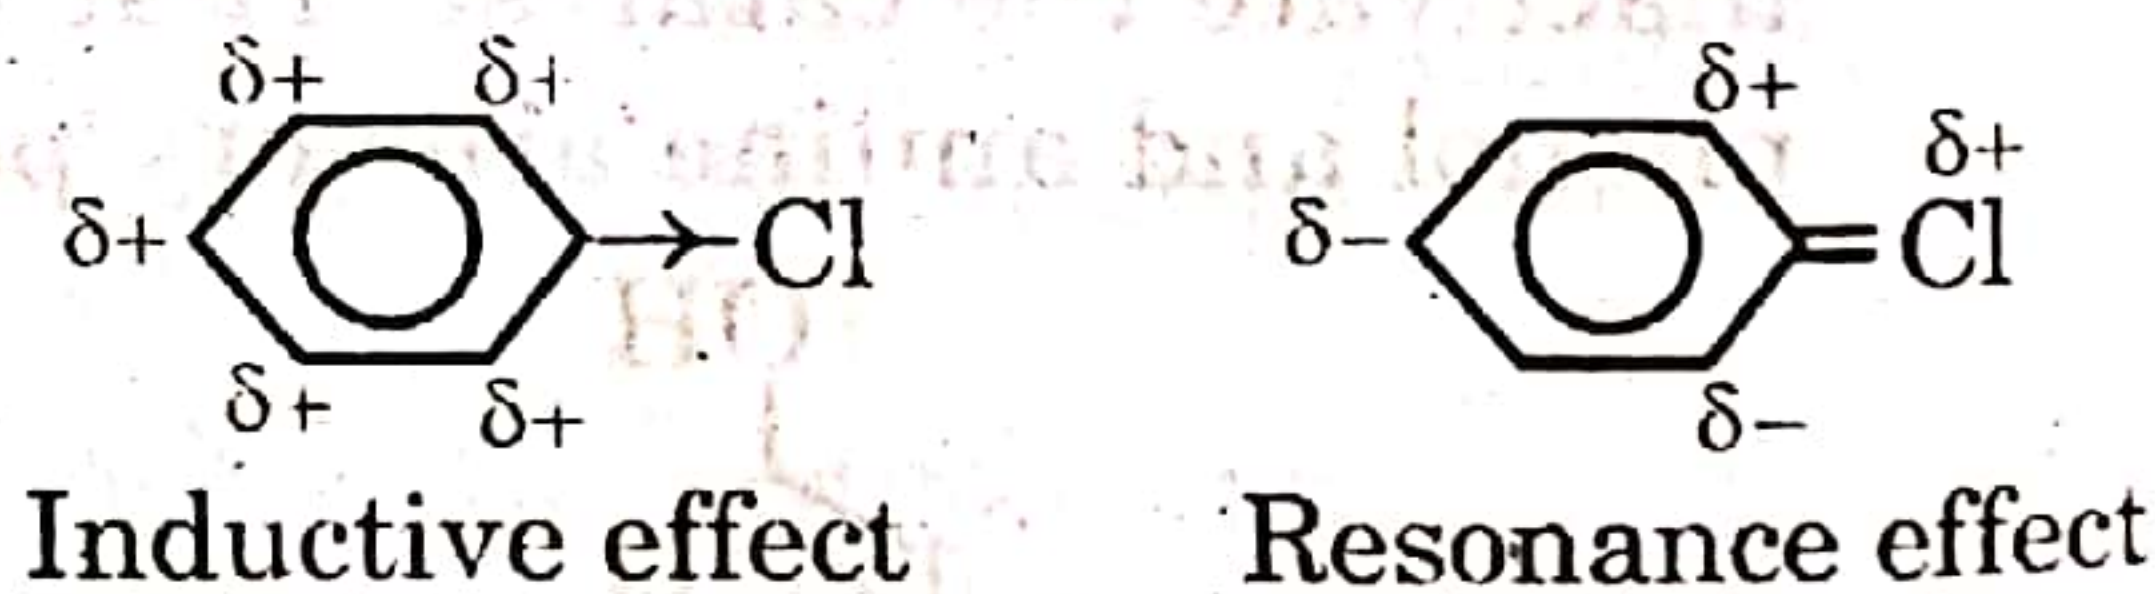 δ+ δ+ δ+ δ+
δ+ δ- Cl Cl
δ+ δ+ δ-
Inductive effect Resonance effect